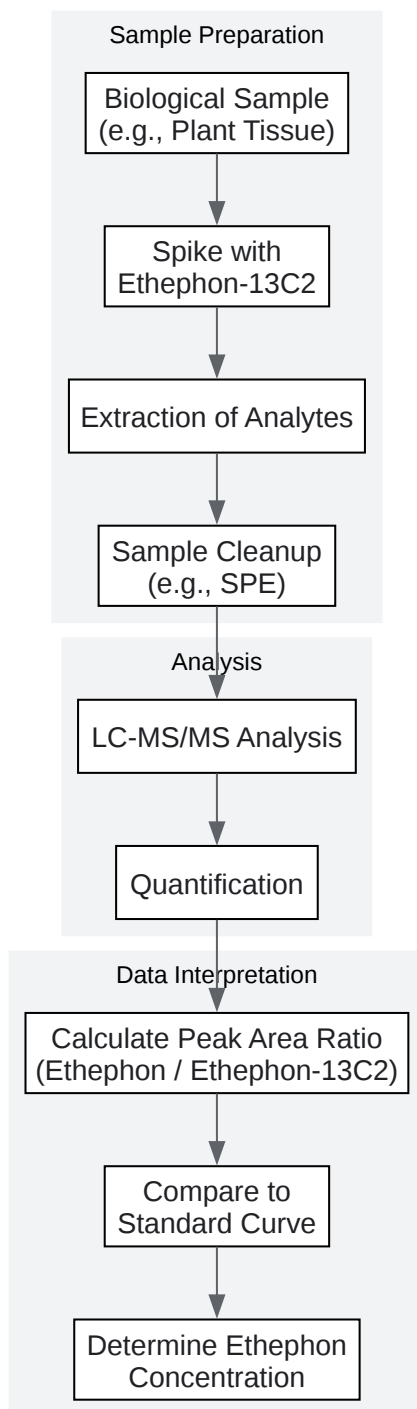 Sample Preparation
Biological Sample
(e.g., Plant Tissue)
Spike with
Ethephon-13C2
Extraction of Analytes
Sample Cleanup
(e.g., SPE)
Analysis
LC-MS/MS Analysis
Quantification
Data Interpretation
Calculate Peak Area Ratio
(Ethephon / Ethephon-13C2)
Compare to
Standard Curve
Determine Ethephon
Concentration